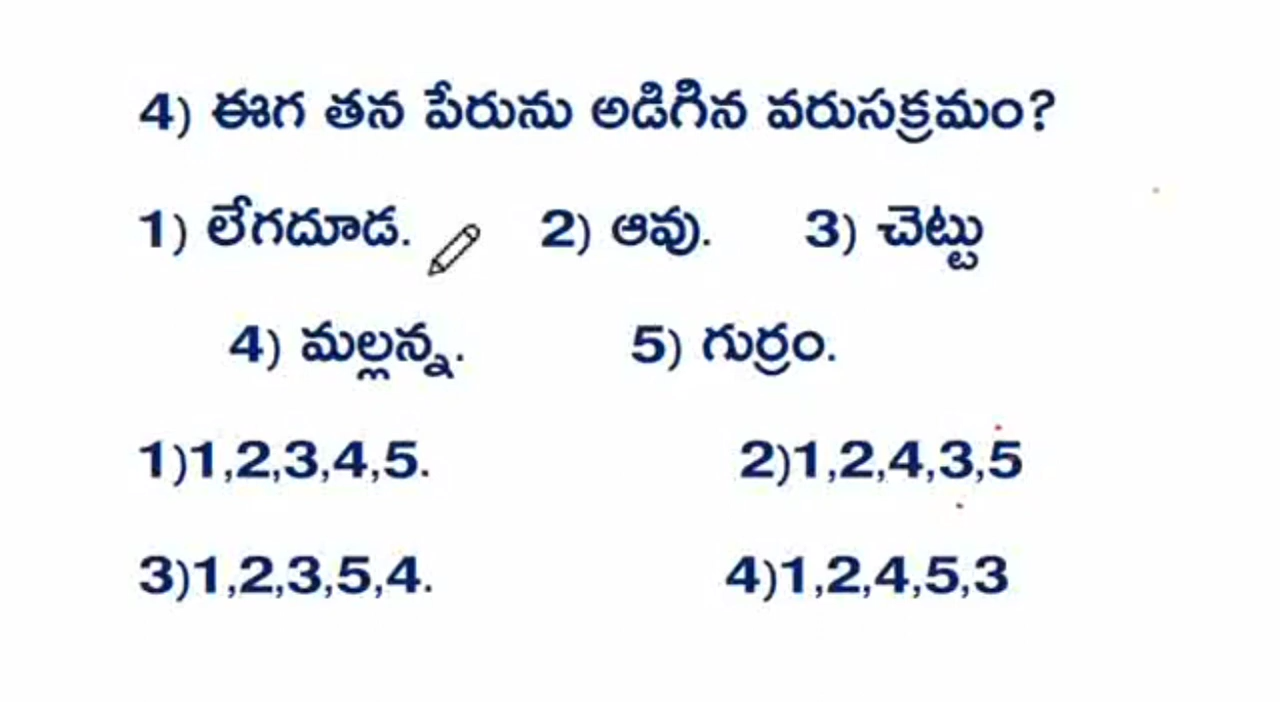 4) ఈగ తన పేరును అడిగిన వరుసక్రమం?
1) లేగదూడ. 2) ఆవు. 3) చెట్టు
4) మల్లన్న. 5) గుర్రం.
1)1,2,3,4,5. 2)1,2,4,3,5
3)1,2,3,5,4. 4)1,2,4,5,3